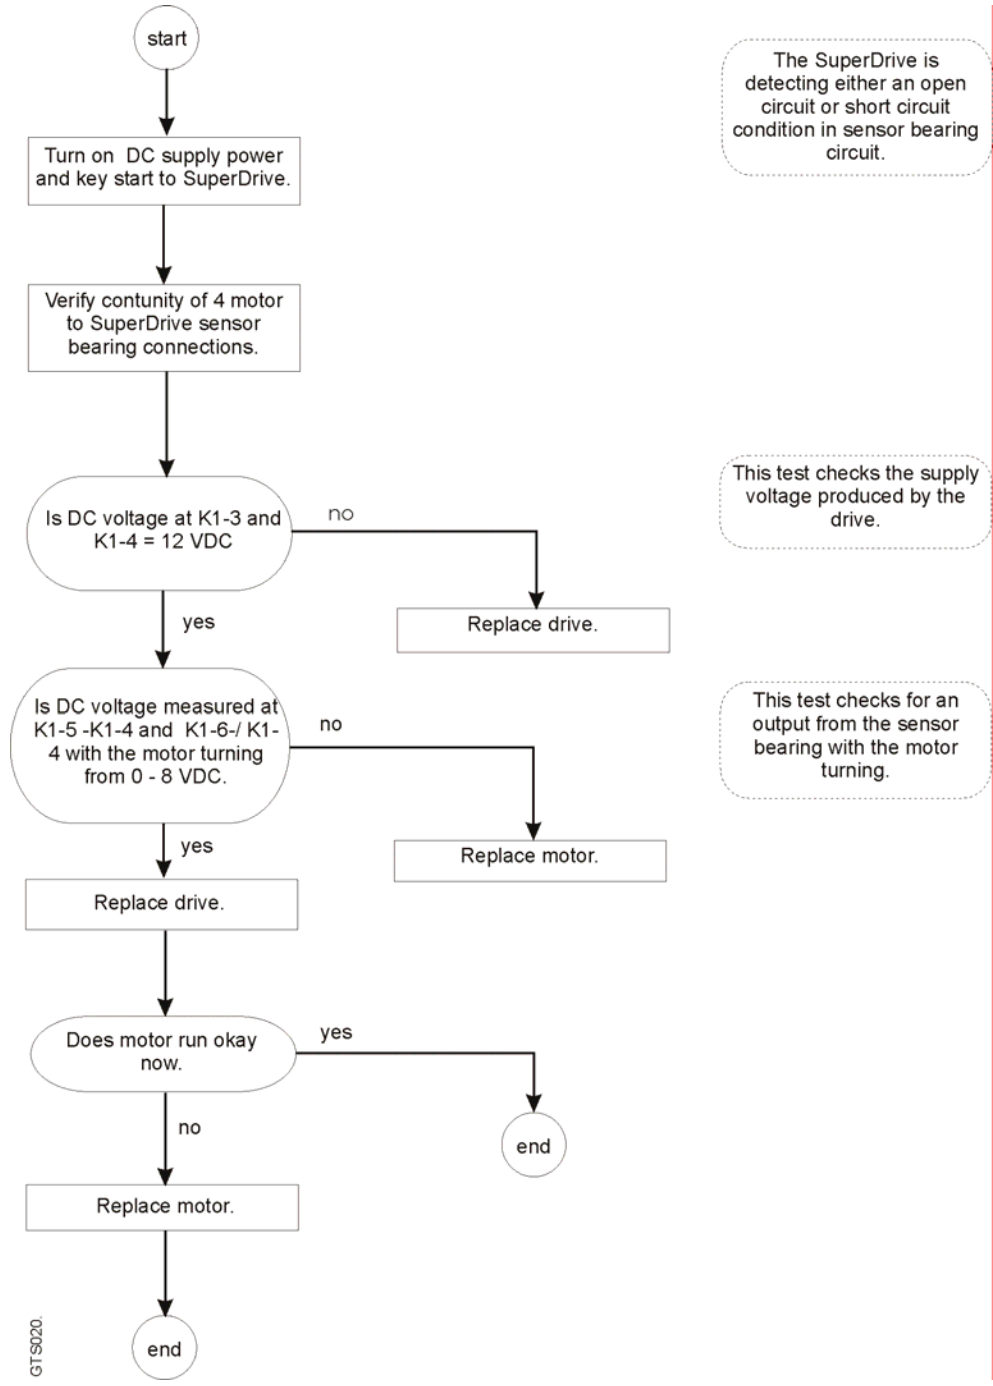 start
The SuperDrive is
detecting either an open
circuit or short circuit
condition in sensor bearing
circuit.
Turn on DC supply power
and key start to SuperDrive.
Verify contunity of 4 motor
to SuperDrive sensor
bearing connections.
Is DC voltage at K1-3 and
K1-4 = 12 VDC
no
This test checks the supply
voltage produced by the
drive.
Replace drive.
yes
Is DC voltage measured at
K1-5 -K1-4 and K1-6-/ K1-
4 with the motor turning
from 0 - 8 VDC.
no
This test checks for an
output from the sensor
bearing with the motor
turning.
Replace motor.
yes
Replace drive.
Does motor run okay
now.
yes
end
no
Replace motor.
end
GTS020.